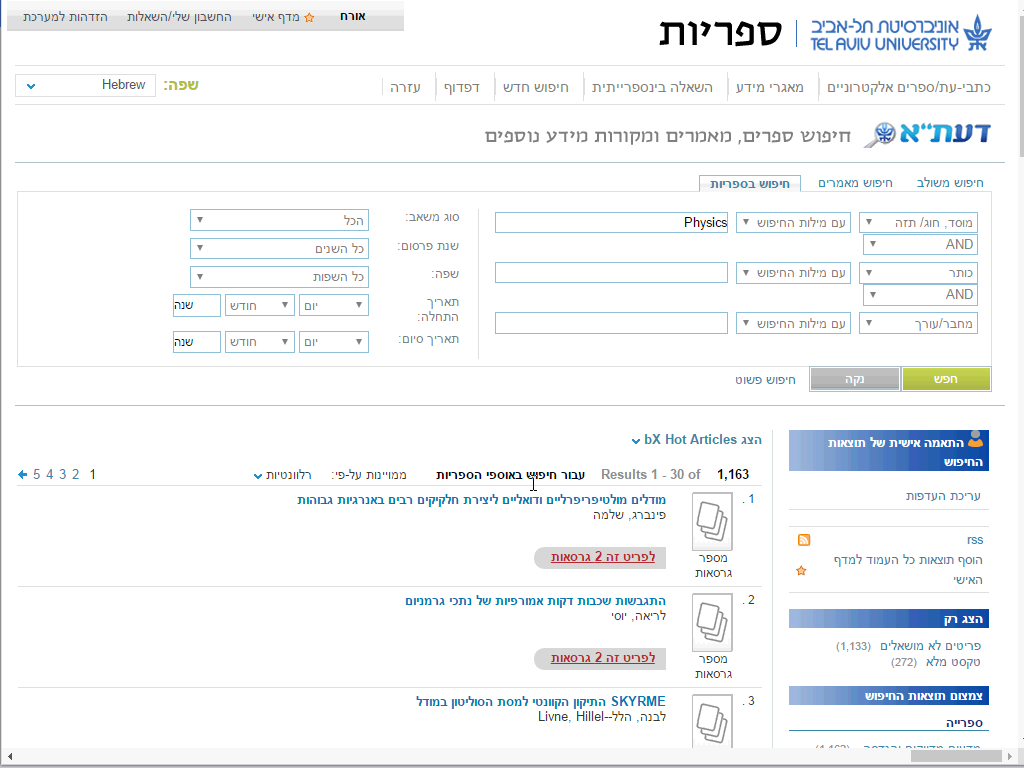 אורח
מדף אישי
החשבון שלי/השאלות
הזדהות למערכת
אוניברסיטת תל-אביב
TEL AVIV UNIVERSITY
ספריות
כתבי-עת/ספרים אלקטרוניים
מאגרי מידע
השאלה בינספרייתית
חיפוש חדש
דפדוף
עזרה
שפה:
Hebrew
דעת"א
חיפוש ספרים, מאמרים ומקורות מידע נוספים
חיפוש משולב
חיפוש מאמרים
חיפוש בספריות
מוסד, חוג/ תזה
עם מילות החיפוש
Physics
AND
כותר
עם מילות החיפוש
AND
מחבר/עורך
עם מילות החיפוש
סוג משאב:
הכל
שנת פרסום:
כל השנים
שפה:
כל השפות
תאריך
התחלה:
יום
חודש
שנה
תאריך סיום:
יום
חודש
שנה
חפש
נקה
חיפוש פשוט
התאמה אישית של תוצאות
החיפוש
עריכת העדפות
rss
הוסף תוצאות כל העמוד למדף
האישי
הצג רק
פריטים לא מושאלים (1,133)
טקסט מלא (272)
צמצום תוצאות החיפוש
ספרייה
הצג bX Hot Articles
1,163 Results 1 - 30 of עבור חיפוש באוספי הספריות
ממויינות על-פי: רלוונטיות
1 2 3 4 5
1 .
מודלים מולטיפריפרליים ודואליים ליצירת חלקיקים רבים באנרגיות גבוהות
פינברג, שלמה
מספר
גרסאות
לפריט זה 2 גרסאות
2 .
התגבשות שכבות דקות אמורפיות של נתכי גרמניום
לריאה, יוסי
מספר
גרסאות
לפריט זה 2 גרסאות
3 .
SKYRME התיקון הקוונטי למסת הסוליטון במודל
לבנה, הלל--Livne, Hillel